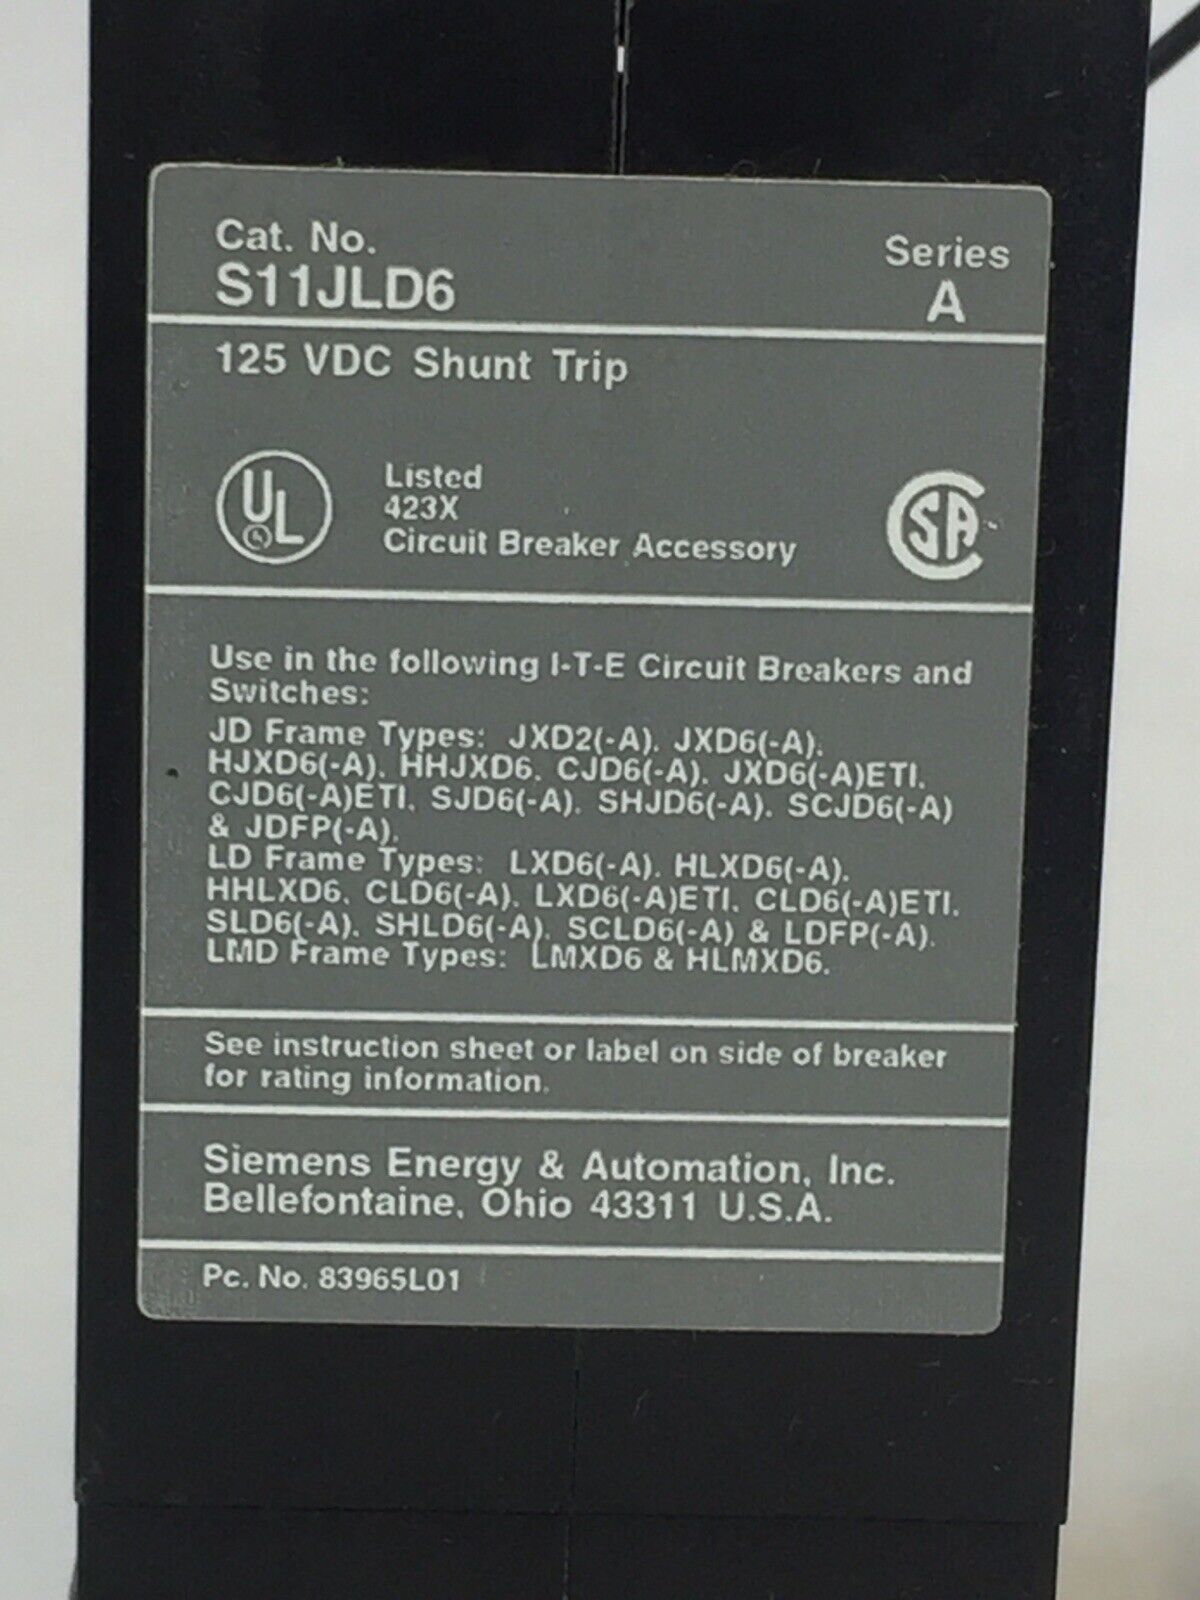 Cat. No.
S11JLD6
Series
A
125 VDC Shunt Trip
UL
Listed
423X
Circuit Breaker Accessory
CSA
Use in the following I-T-E Circuit Breakers and
Switches:
JD Frame Types: JXD2(-A), JXD6(-A),
HJXD6(-A), HHJXD6, CJD6(-A), JXD6(-A)ETI,
CJD6(-A)ETI, SJD6(-A), SHJD6(-A), SCJD6(-A)
& JDFP(-A).
LD Frame Types: LXD6(-A), HLXD6(-A),
HHLXD6, CLD6(-A), LXD6(-A)ETI, CLD6(-A)ETI,
SLD6(-A), SHLD6(-A), SCLD6(-A) & LDFP(-A).
LMD Frame Types: LMXD6 & HLMXD6.
See instruction sheet or label on side of breaker
for rating information.
Siemens Energy & Automation, Inc.
Bellefontaine, Ohio 43311 U.S.A.
Pc. No. 83965L01